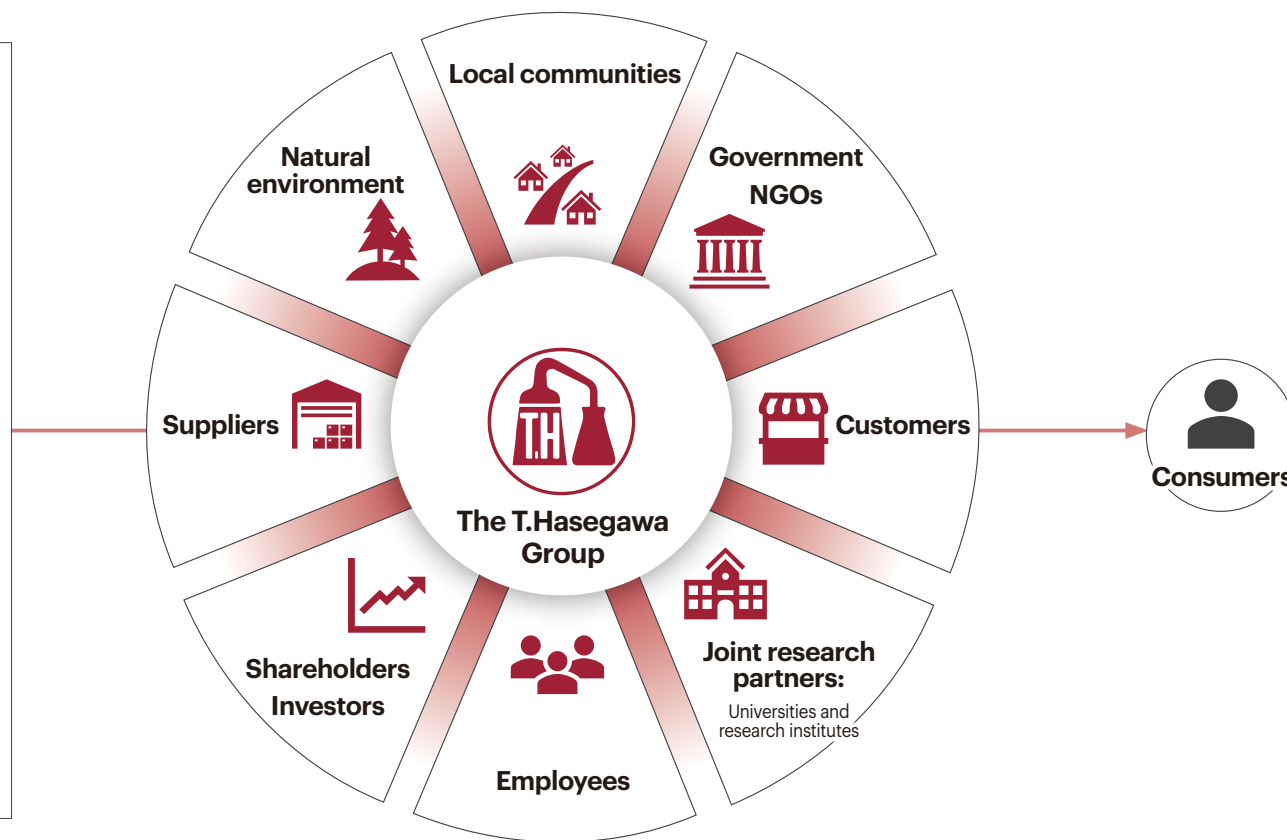 Local communities
Natural
environment
Government
NGOs
Suppliers
T.H
The T.Hasegawa
Group
Customers
Consumers
Shareholders
Investors
Employees
Joint research
partners:
Universities and
research institutes